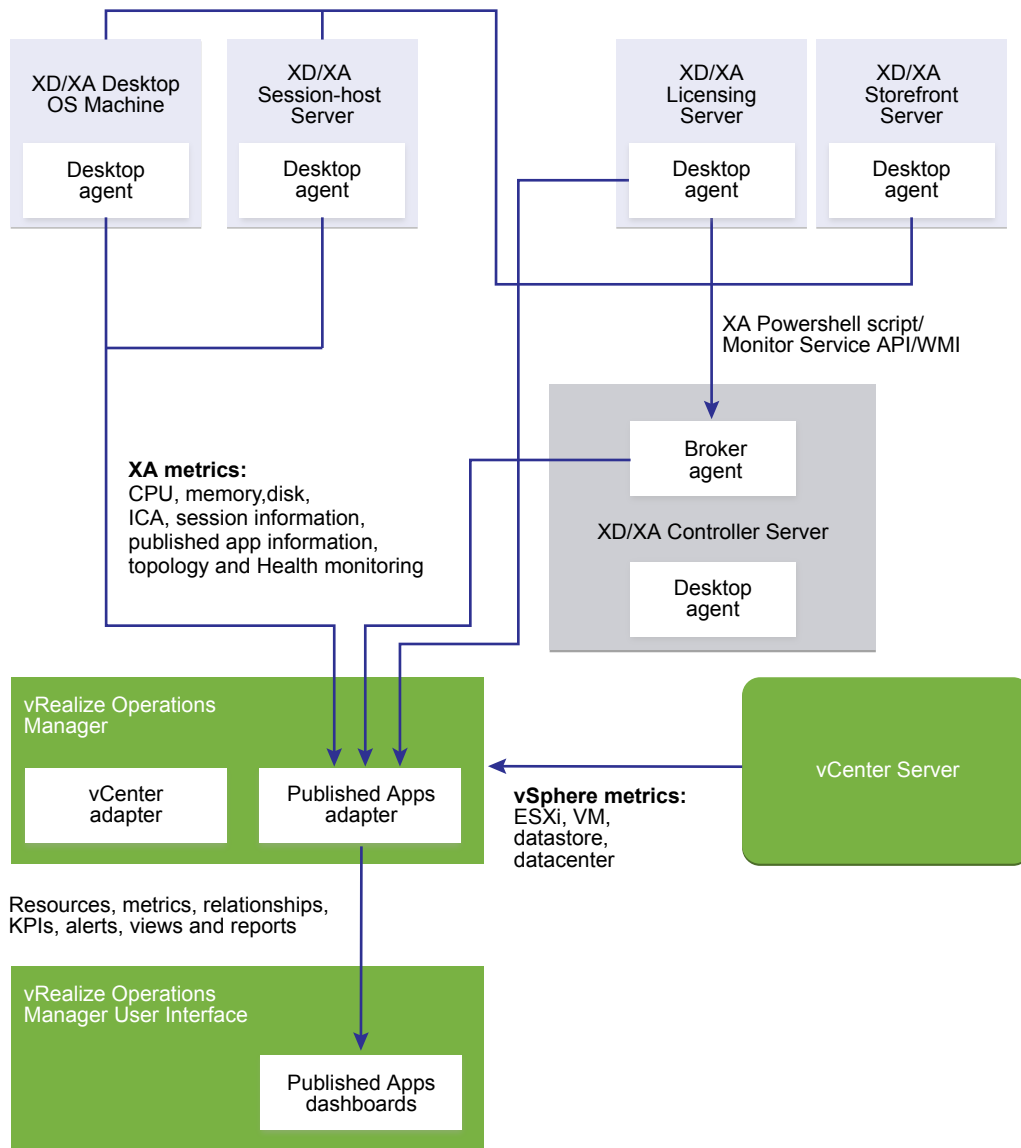 XD/XA Desktop
OS Machine
Desktop
agent
XD/XA
Session-host
Server
Desktop
agent
XD/XA
Licensing
Server
Desktop
agent
XD/XA
Storefront
Server
Desktop
agent
XA Powershell script/
Monitor Service API/WMI
Broker
agent
XD/XA Controller Server
Desktop
agent
XA metrics:
CPU, memory,disk,
ICA, session information,
published app information,
topology and Health monitoring
vRealize Operations
Manager
vCenter
adapter
Published Apps
adapter
vCenter Server
vSphere metrics:
ESXi, VM,
datastore,
datacenter
Resources, metrics, relationships,
KPIs, alerts, views and reports
vRealize Operations
Manager User Interface
Published Apps
dashboards